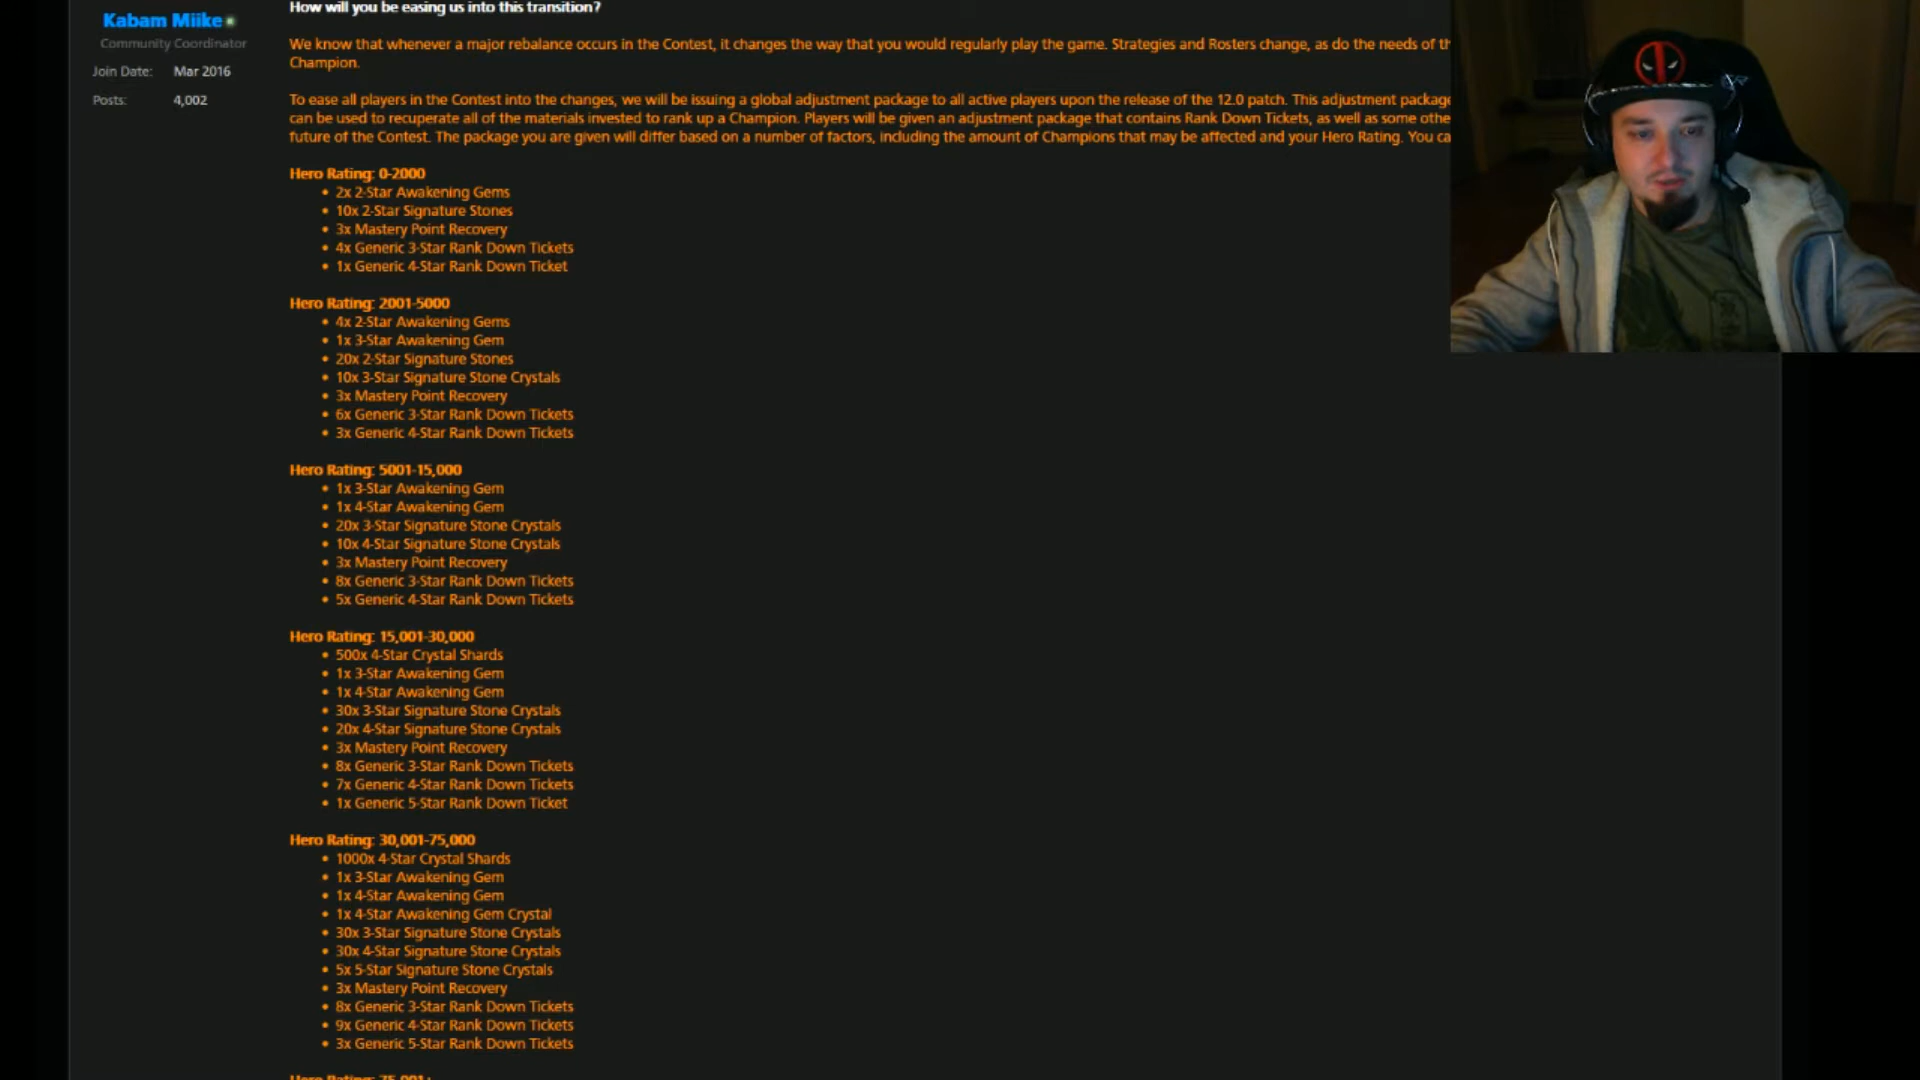 How will you be easing us into this transition?
Kabam Miike
Community Coordinator
Join Date: Mar 2016
Posts: 4,002
We know that whenever a major rebalance occurs in the Contest, it changes the way that you would regularly play the game. Strategies and Rosters change, as do the needs of
Champion.
To ease all players in the Contest into the changes, we will be issuing a global adjustment package to all active players upon the release of the 12.0 patch. This adjustment package
can be used to recuperate all of the materials invested to rank up a Champion. Players will be given an adjustment package that contains Rank Down Tickets, as well as some
future of the Contest. The package you are given will differ based on a number of factors, including the amount of Champions that may be affected and your Hero Rating. You
Hero Rating: 0-2000
• 2x 2-Star Awakening Gems
• 10x 2-Star Signature Stones
• 3x Mastery Point Recovery
• 4x Generic 3-Star Rank Down Tickets
• 1x Generic 4-Star Rank Down Ticket
Hero Rating: 2001-5000
• 4x 2-Star Awakening Gems
• 1x 3-Star Awakening Gem
• 20x 2-Star Signature Stones
• 10x 3-Star Signature Stone Crystals
• 3x Mastery Point Recovery
• 6x Generic 3-Star Rank Down Tickets
• 3x Generic 4-Star Rank Down Tickets
Hero Rating: 5001-15,000
• 1x 3-Star Awakening Gem
• 1x 4-Star Awakening Gem
• 20x 3-Star Signature Stone Crystals
• 10x 4-Star Signature Stone Crystals
• 3x Mastery Point Recovery
• 8x Generic 3-Star Rank Down Tickets
• 5x Generic 4-Star Rank Down Tickets
Hero Rating: 15,001-30,000
• 500x 4-Star Crystal Shards
• 1x 3-Star Awakening Gem
• 1x 4-Star Awakening Gem
• 30x 3-Star Signature Stone Crystals
• 20x 4-Star Signature Stone Crystals
• 3x Mastery Point Recovery
• 8x Generic 3-Star Rank Down Tickets
• 7x Generic 4-Star Rank Down Tickets
• 1x Generic 5-Star Rank Down Ticket
Hero Rating: 30,001-75,000
• 1000x 4-Star Crystal Shards
• 1x 3-Star Awakening Gem
• 1x 4-Star Awakening Gem
• 1x 4-Star Awakening Gem Crystal
• 30x 3-Star Signature Stone Crystals
• 30x 4-Star Signature Stone Crystals
• 5x 5-Star Signature Stone Crystals
• 3x Mastery Point Recovery
• 8x Generic 3-Star Rank Down Tickets
• 9x Generic 4-Star Rank Down Tickets
• 3x Generic 5-Star Rank Down Tickets
Hero Rating: 75,001+